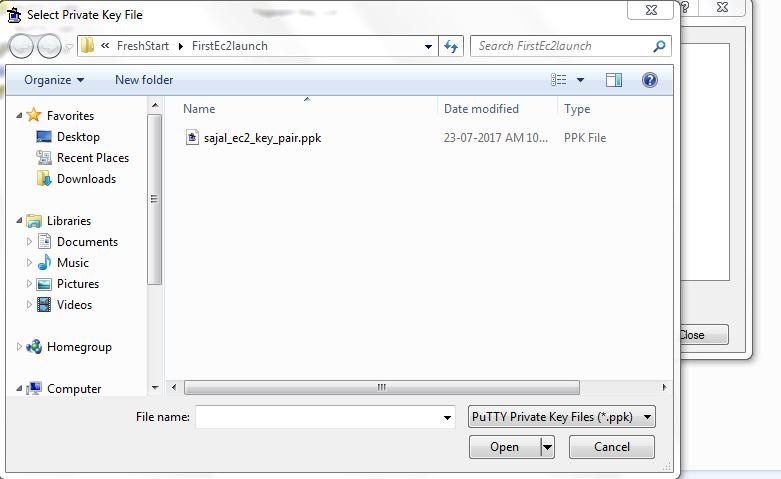 Select Private Key File
« FreshStart FirstEc2launch Search FirstEc2launch
Organize New folder
Name Date modified Type
sajal_ec2_key_pair.ppk 23-07-2017 AM 10... PPK File
Favorites
Desktop
Recent Places
Downloads
Libraries
Documents
Music
Pictures
Videos
Homegroup
Computer
Close
File name: PuTTY Private Key Files (*.ppk)
Open Cancel